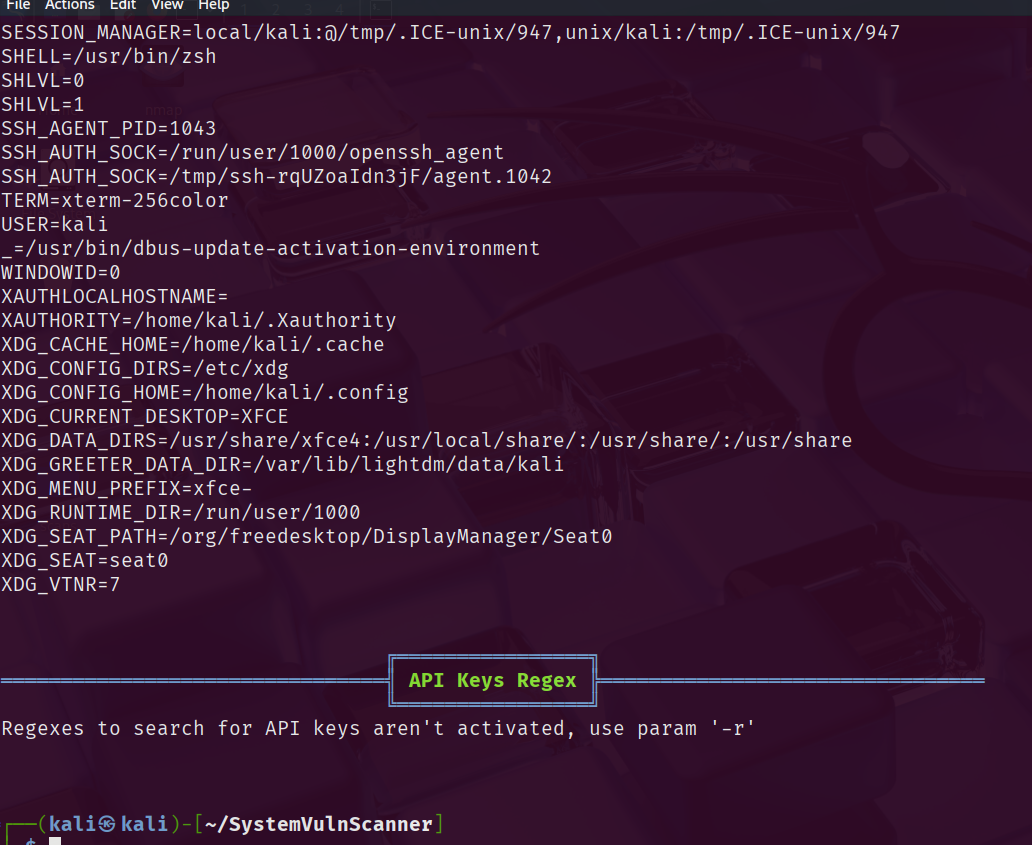 File Actions Edit View Help
SESSION_MANAGER=local/kali:@/tmp/.ICE-unix/947,unix/kali:/tmp/.ICE-unix/947
SHELL=/usr/bin/zsh
SHLVL=0
SHLVL=1
SSH_AGENT_PID=1043
SSH_AUTH_SOCK=/run/user/1000/openssh_agent
SSH_AUTH_SOCK=/tmp/ssh-rqUZoaIdn3jF/agent.1042
TERM=xterm-256color
USER=kali
_=/usr/bin/dbus-update-activation-environment
WINDOWID=0
XAUTHLOCALHOSTNAME=
XAUTHORITY=/home/kali/.Xauthority
XDG_CACHE_HOME=/home/kali/.cache
XDG_CONFIG_DIRS=/etc/xdg
XDG_CONFIG_HOME=/home/kali/.config
XDG_CURRENT_DESKTOP=XFCE
XDG_DATA_DIRS=/usr/share/xfce4:/usr/local/share/:/usr/share/:/usr/share
XDG_GREETER_DATA_DIR=/var/lib/lightdm/data/kali
XDG_MENU_PREFIX=xfce-
XDG_RUNTIME_DIR=/run/user/1000
XDG_SEAT_PATH=/org/freedesktop/DisplayManager/Seat0
XDG_SEAT=seat0
XDG_VTNR=7
API Keys Regex
Regexes to search for API keys aren't activated, use param '-r'
(kali㉿kali)-[~/SystemVulnScanner]
$